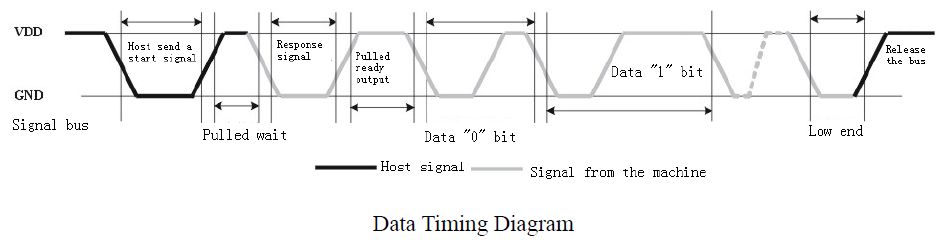 VDD
Host send a
start signal
Response
signal
Pulled
ready
output
Data "1" bit
Release
the bus
GND
Signal bus
Pulled wait
Data "0" bit
Low end
Host signal
Signal from the machine
Data Timing Diagram